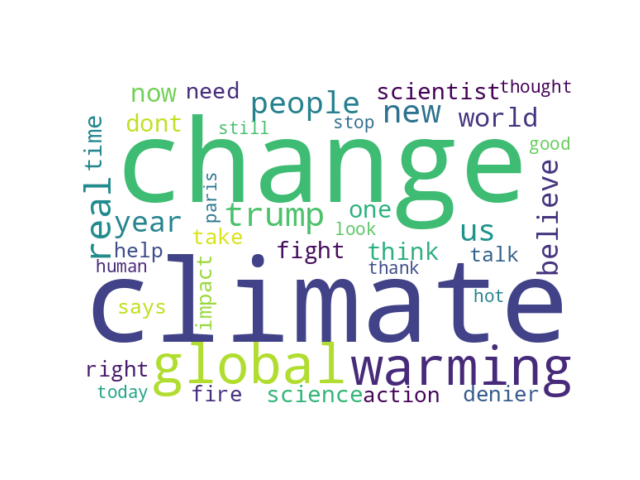 now need people scientist thought
dont still stop new world
time change good
real paris trump one us believe
year take look
help fight think talk
human impact thank
climate hot
says
right global warming
today fire science action denier